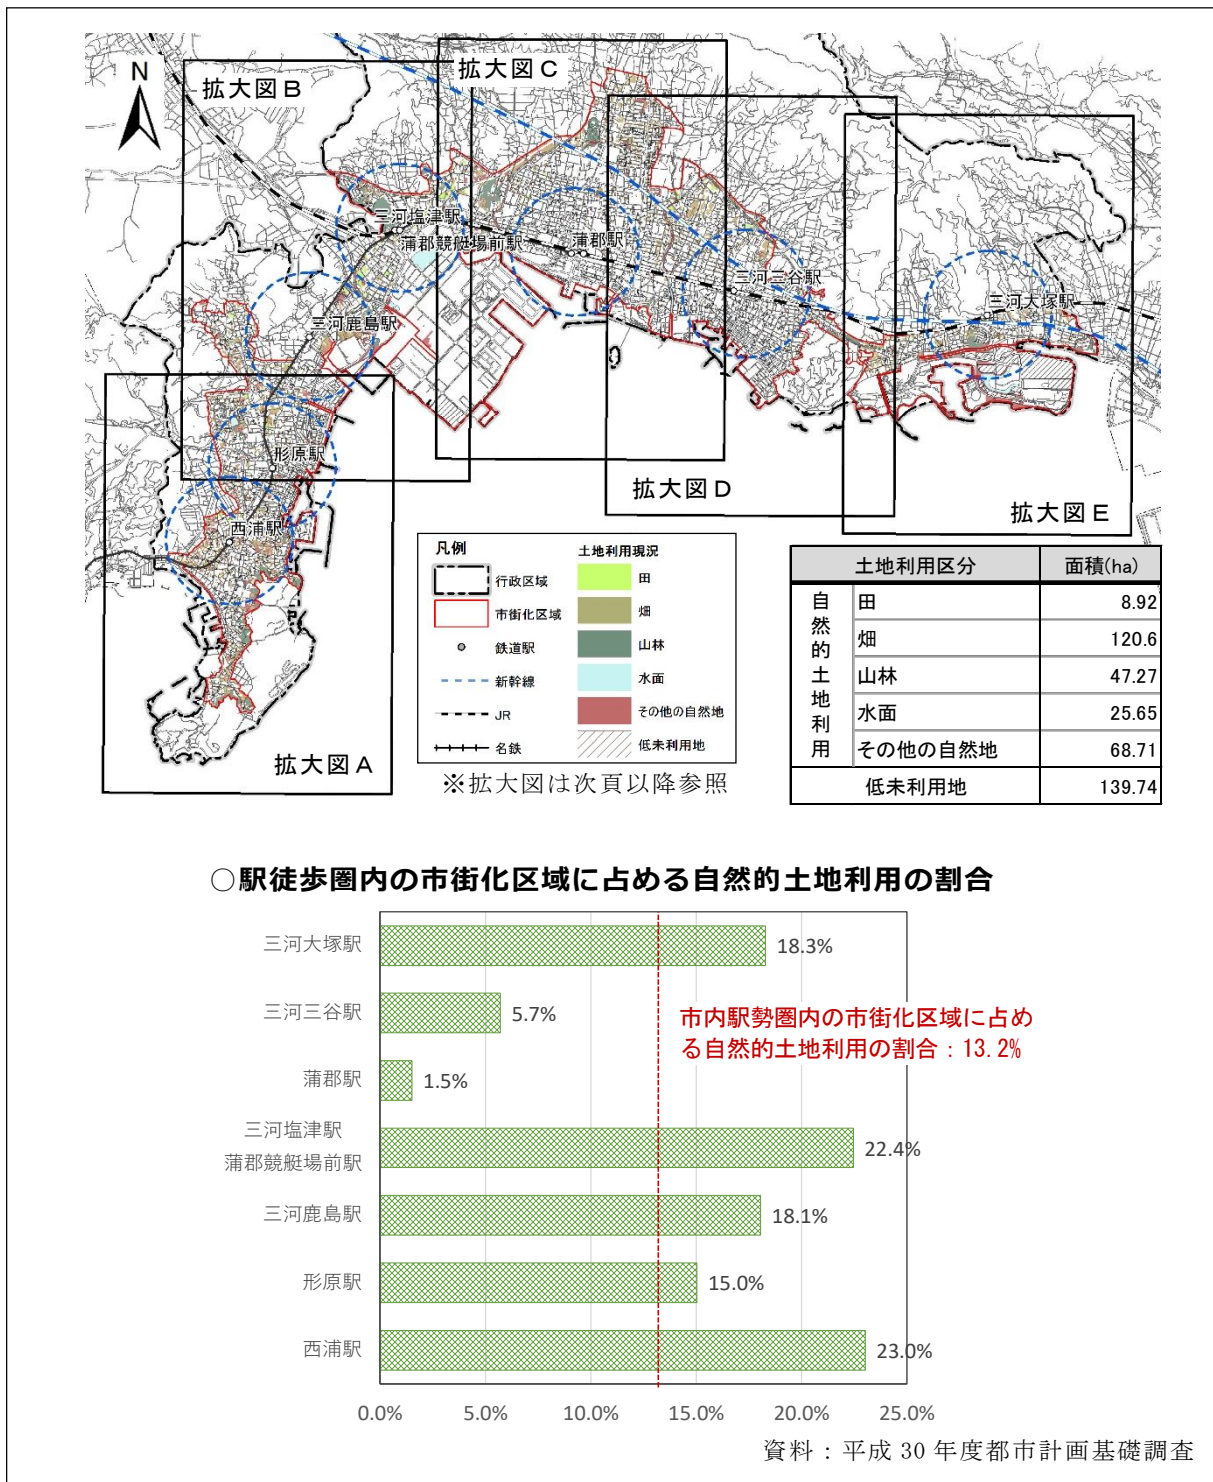 N
拡大図B
拡大図C
三河塩津駅
蒲郡競艇場前駅
蒲郡駅
三河三谷駅
三河大塚駅
三河鹿島駅
形原駅
西浦駅
拡大図D
拡大図E
拡大図A
凡例
行政区域
市街化区域
鉄道駅
新幹線
JR
名鉄
土地利用現況
田
畑
山林
水面
その他の自然地
低未利用地
※拡大図は次頁以降参照
土地利用区分 面積(ha)
自然的土地利用
田 8.92
畑 120.6
山林 47.27
水面 25.65
その他の自然地 68.71
低未利用地 139.74
○駅徒歩圏内の市街化区域に占める自然的土地利用の割合
三河大塚駅 18.3%
三河三谷駅 5.7%
蒲郡駅 1.5%
三河塩津駅
蒲郡競艇場前駅 22.4%
三河鹿島駅 18.1%
形原駅 15.0%
西浦駅 23.0%
市内駅勢圏内の市街化区域に占め
る自然的土地利用の割合：13.2%
0.0% 5.0% 10.0% 15.0% 20.0% 25.0%
資料：平成 30 年度都市計画基礎調査